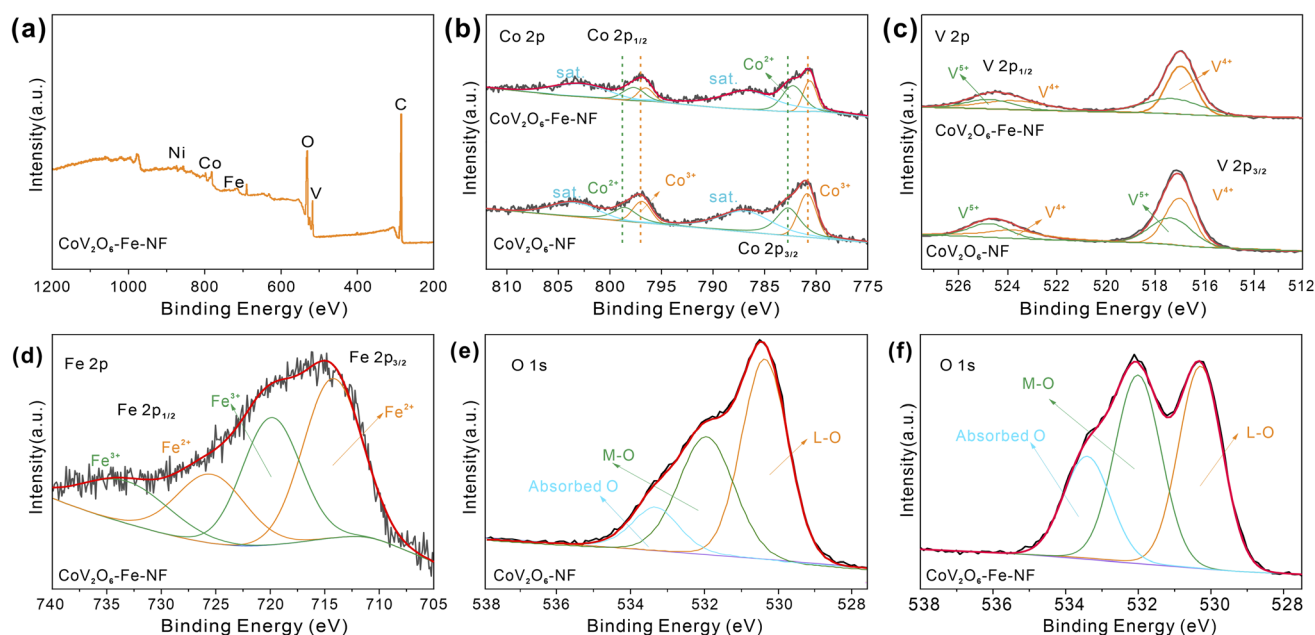 (a)
Intensity(a.u.)
Ni
Co
Fe
O
V
C
CoV₂O₆-Fe-NF
1200 1000 800 600 400 200
Binding Energy (eV)
(b)
Intensity(a.u.)
Co 2p
Co 2p₁/₂
sat.
sat.
Co²⁺
CoV₂O₆-Fe-NF
sat.
Co²⁺
Co³⁺
sat.
Co³⁺
CoV₂O₆-NF
Co 2p₃/₂
810 805 800 795 790 785 780 775
Binding Energy (eV)
(c)
Intensity(a.u.)
V 2p
V⁵⁺
V 2p₁/₂
V⁴⁺
V⁴⁺
CoV₂O₆-Fe-NF
V 2p₃/₂
V⁵⁺
V⁴⁺
V⁵⁺
V⁴⁺
CoV₂O₆-NF
526 524 522 520 518 516 514 512
Binding Energy (eV)
(d)
Intensity(a.u.)
Fe 2p
Fe 2p₃/₂
Fe 2p₁/₂
Fe³⁺
Fe²⁺
Fe²⁺
Fe³⁺
CoV₂O₆-Fe-NF
740 735 730 725 720 715 710 705
Binding Energy (eV)
(e)
Intensity(a.u.)
O 1s
L-O
M-O
Absorbed O
CoV₂O₆-NF
538 536 534 532 530 528
Binding Energy (eV)
(f)
Intensity(a.u.)
O 1s
M-O
Absorbed O
L-O
CoV₂O₆-Fe-NF
538 536 534 532 530 528
Binding Energy (eV)